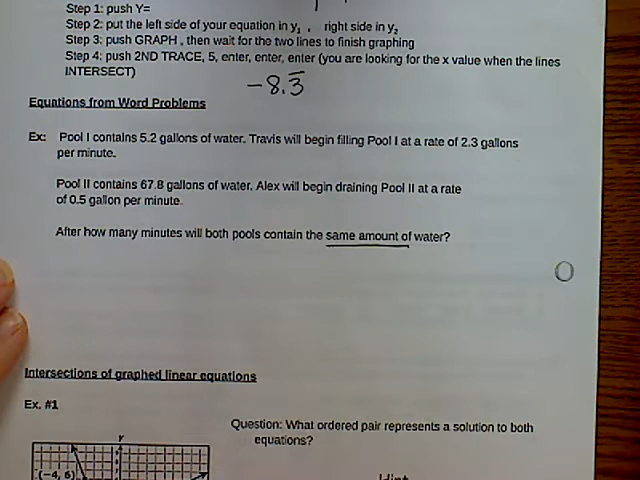 Step 1: push Y=
Step 2: put the left side of your equation in y₁ , right side in y₂
Step 3: push GRAPH , then wait for the two lines to finish graphing
Step 4: push 2ND TRACE, 5, enter, enter, enter (you are looking for the x value when the lines
INTERSECT)
-8.3̅
Equations from Word Problems
Ex: Pool I contains 5.2 gallons of water. Travis will begin filling Pool I at a rate of 2.3 gallons
per minute.
Pool II contains 67.8 gallons of water. Alex will begin draining Pool II at a rate
of 0.5 gallon per minute.
After how many minutes will both pools contain the same amount of water?
Intersections of graphed linear equations
Ex. #1
Question: What ordered pair represents a solution to both
equations?
y
(−4, 6)
Hint